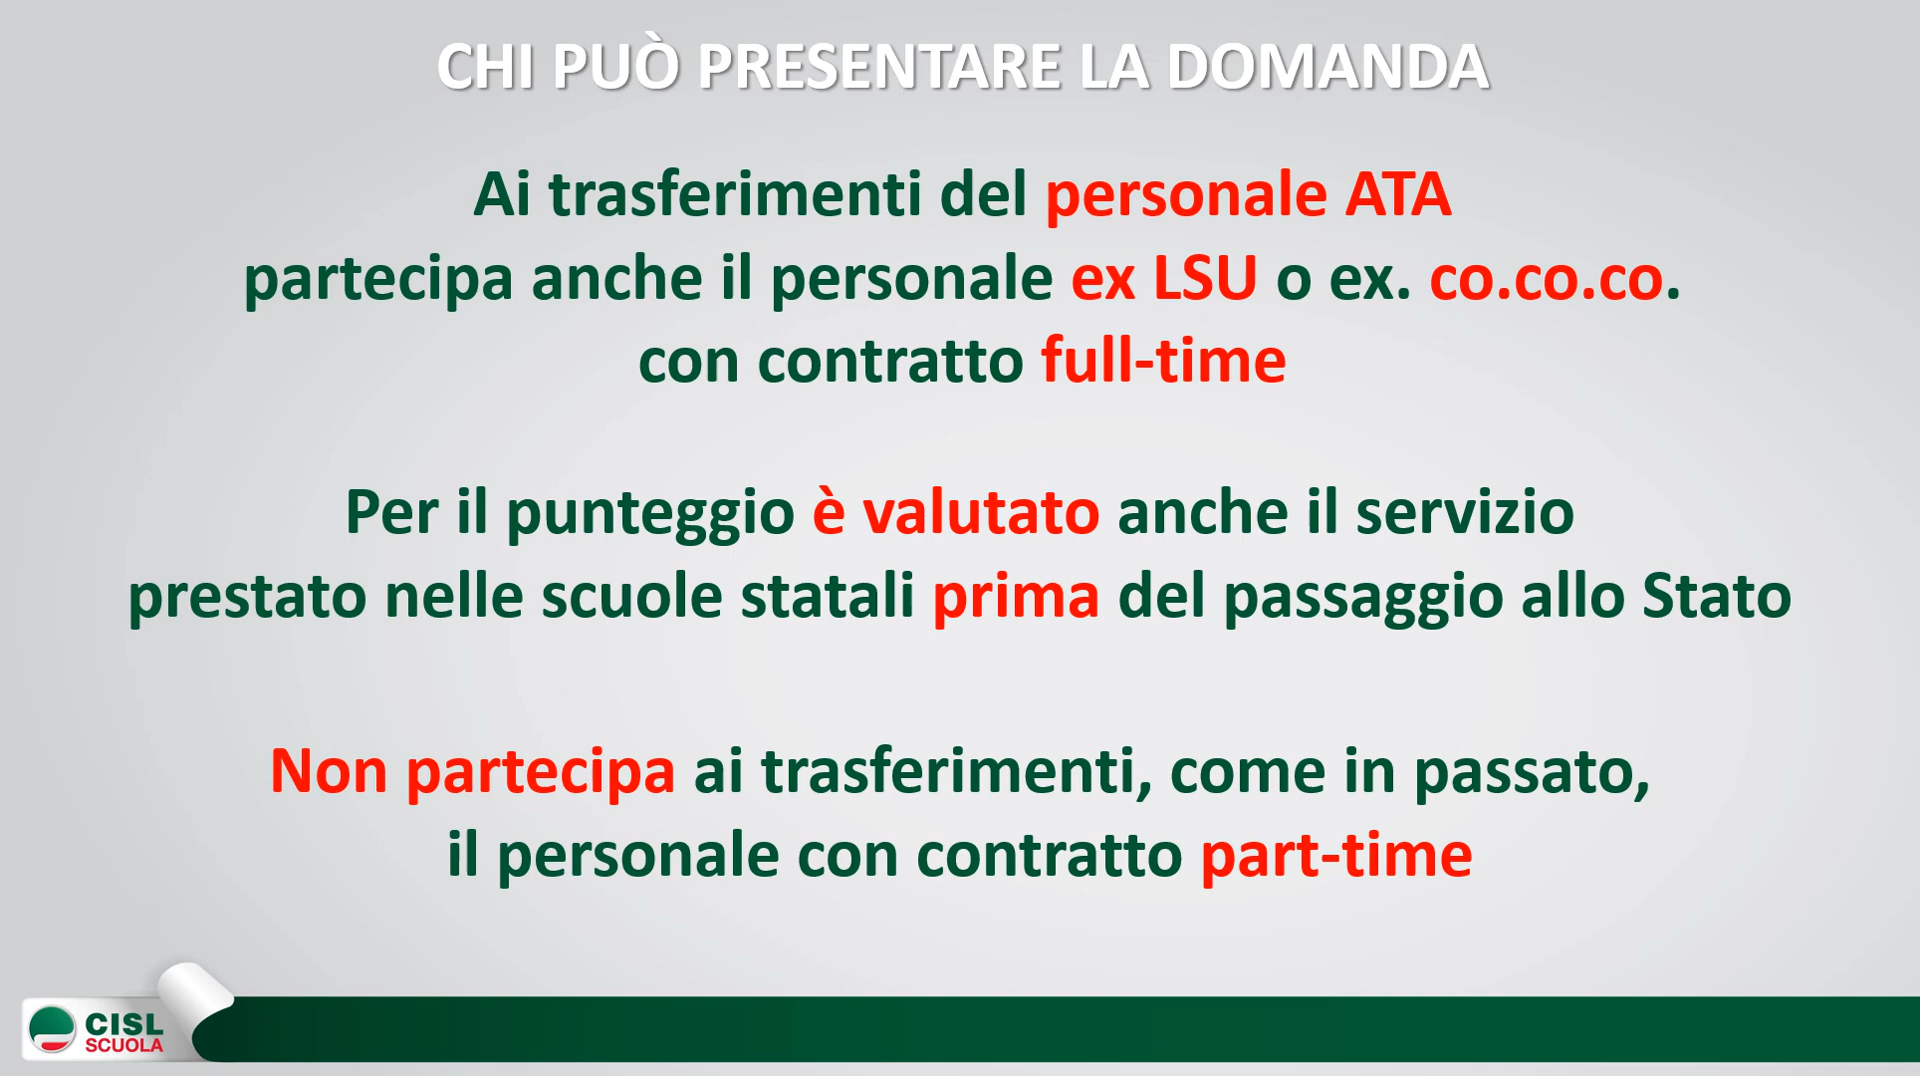 CHI PUÒ PRESENTARE LA DOMANDA
Ai trasferimenti del personale ATA
partecipa anche il personale ex LSU o ex. co.co.co.
con contratto full-time
Per il punteggio è valutato anche il servizio
prestato nelle scuole statali prima del passaggio allo Stato
Non partecipa ai trasferimenti, come in passato,
il personale con contratto part-time
CISL
SCUOLA